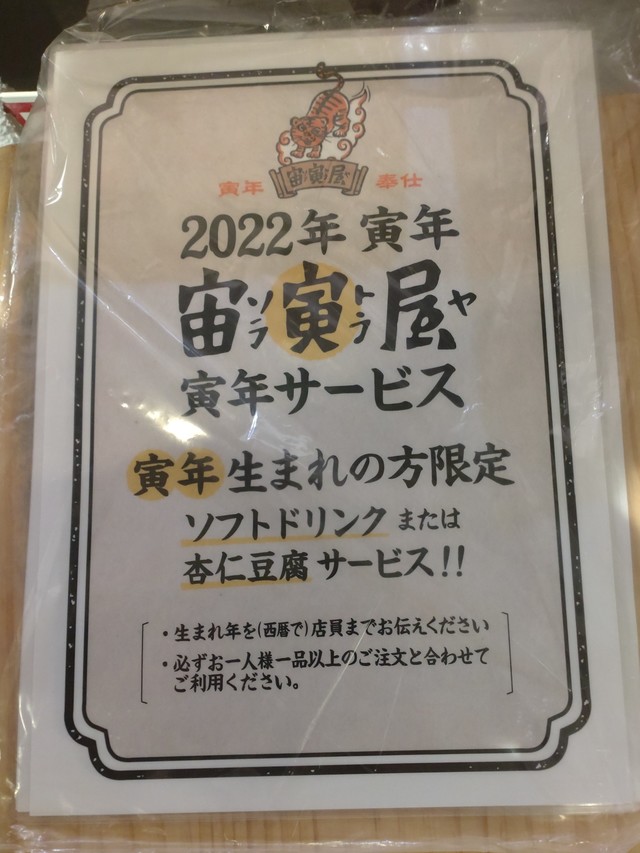 寅年 宙寅屋 奉仕
2022年 寅年
宙ソラ寅トラ屋ヤ
寅年サービス
寅年生まれの方限定
ソフトドリンク または
杏仁豆腐 サービス!!
・生まれ年を(西暦で)店員までお伝えください
・必ずお一人様一品以上のご注文と合わせて
ご利用ください。